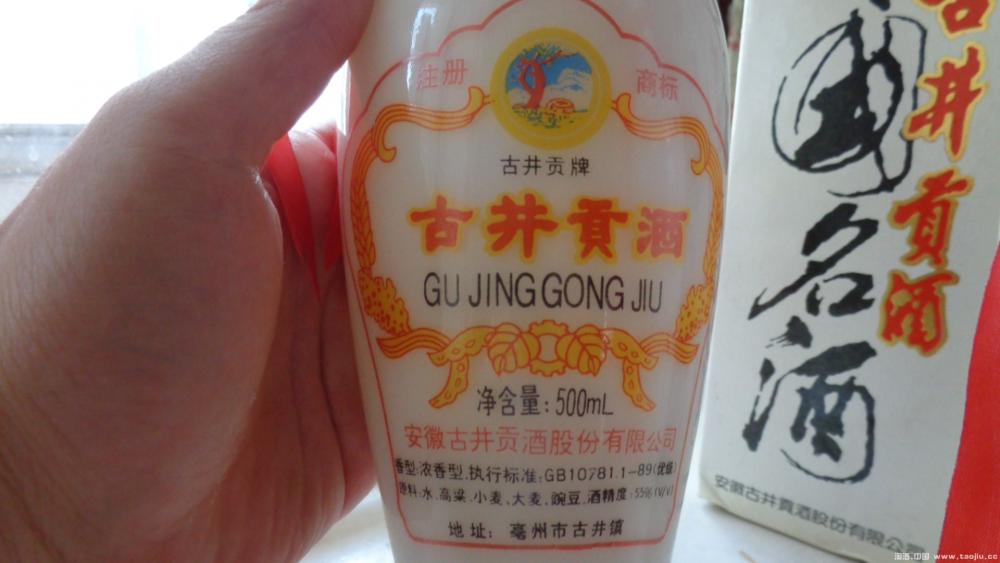 注册 商标
古井贡牌
古井貢酒
GU JING GONG JIU
净含量:500mL
安徽古井贡酒股份有限公司
香型:浓香型.执行标准:GB10781.1-89(优级)
原料:水.高粱.小麦、大麦、豌豆.酒精度:55%(V/V)
地址: 亳州市古井镇
古井貢酒
國名酒
安徽古井貢酒股份有限公司
淘酒.中国 www.taojiu.cc